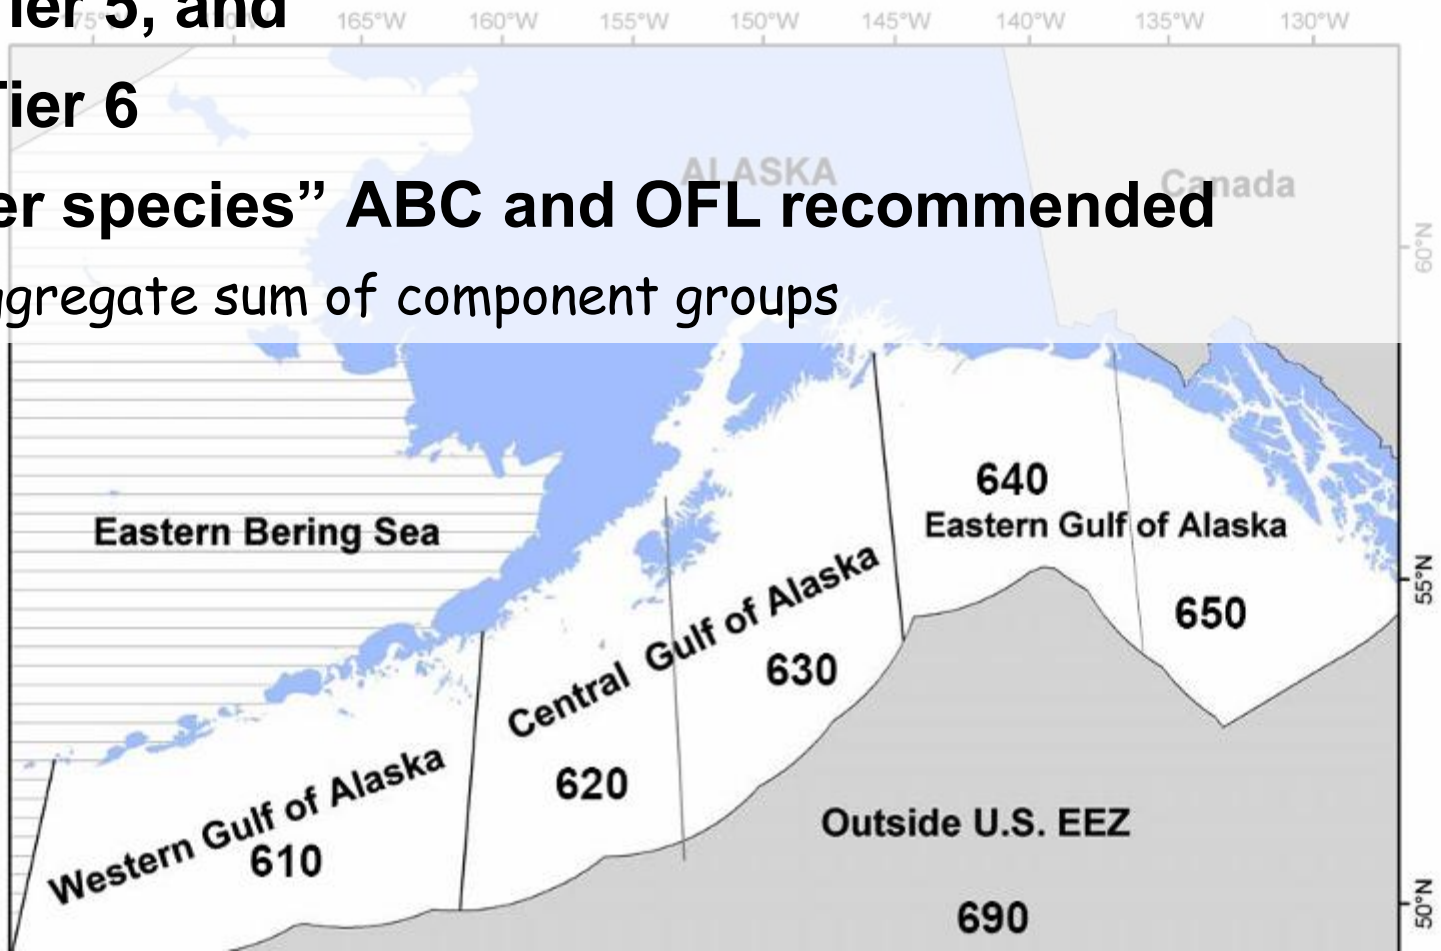 ier 5, and
165°W 160°W 155°W 150°W 145°W 140°W 135°W 130°W
ier 6
ALASKA
Canada
er species” ABC and OFL recommended
60°N
ggregate sum of component groups
640
Eastern Bering Sea
Eastern Gulf of Alaska
55°N
650
Central Gulf of Alaska
630
620
Western Gulf of Alaska
610
Outside U.S. EEZ
50°N
690